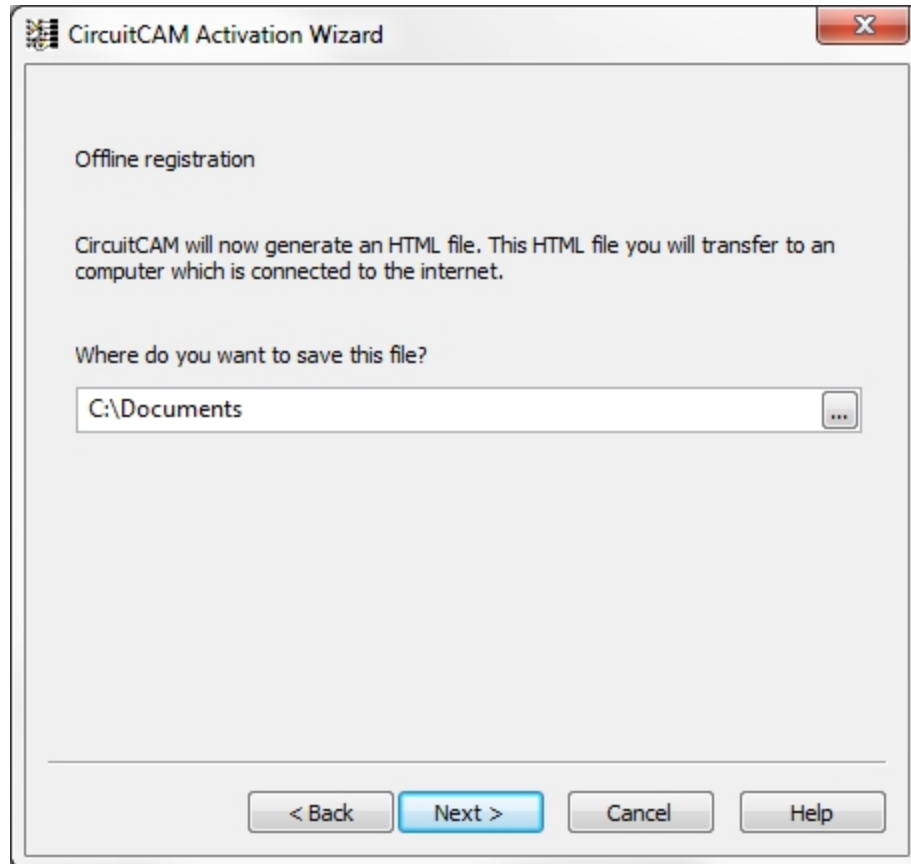 CircuitCAM Activation Wizard
Offline registration
CircuitCAM will now generate an HTML file. This HTML file you will transfer to an
computer which is connected to the internet.
Where do you want to save this file?
C:\Documents
...
< Back
Next >
Cancel
Help